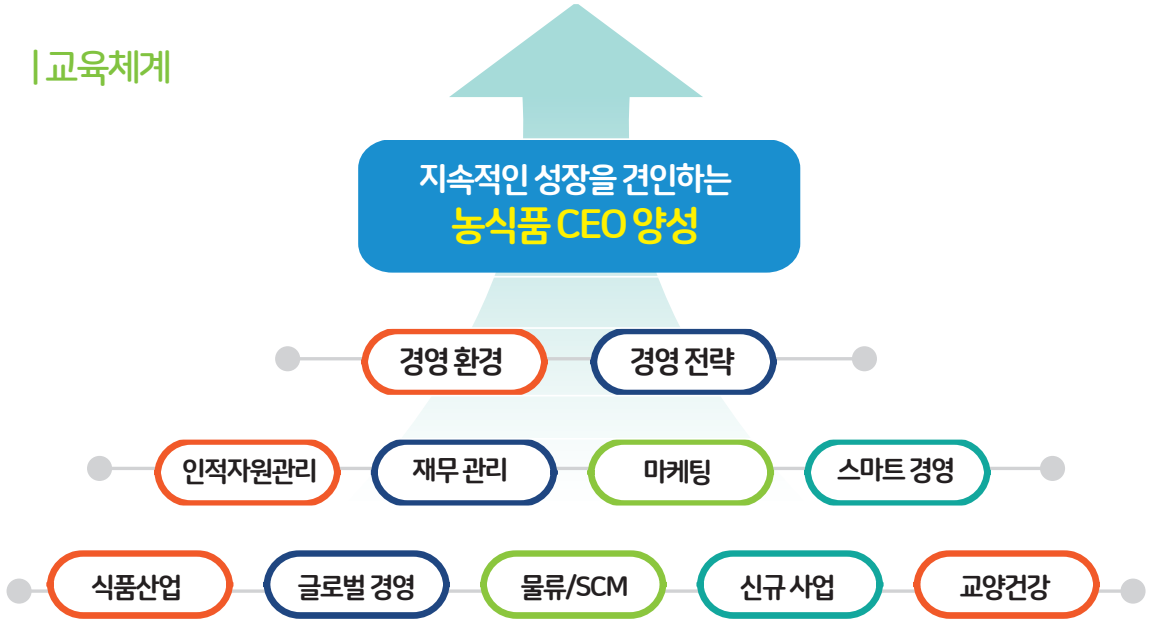 교육체계
지속적인 성장을 견인하는
농식품 CEO 양성
경영 환경
경영 전략
인적자원관리
재무 관리
마케팅
스마트 경영
식품산업
글로벌 경영
물류/SCM
신규 사업
교양건강